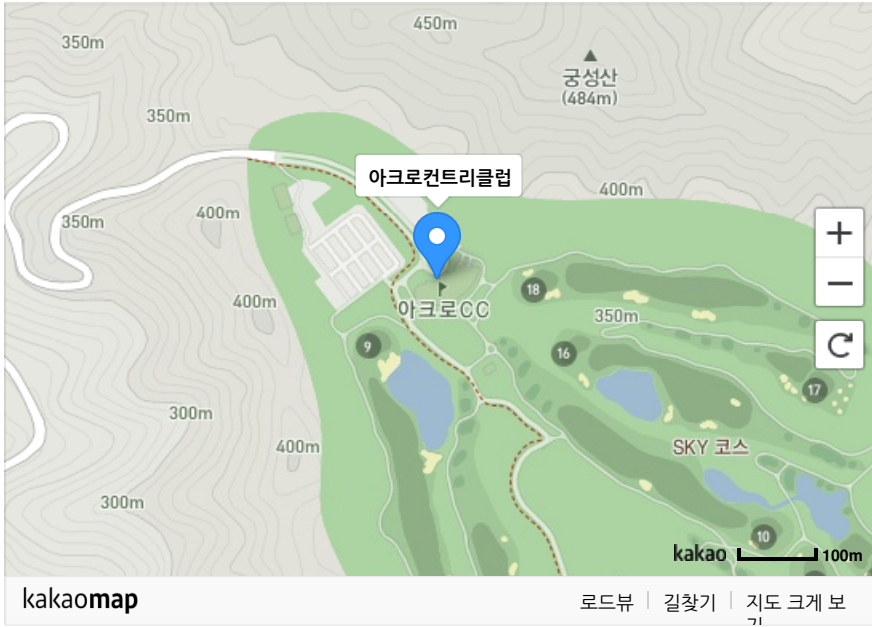 450m
350m
궁성산
(484m)
350m
아크로컨트리클럽
400m
400m
350m
18
400m
아크로CC
350m
9
16
17
300m
400m
SKY 코스
300m
10
kakao
100m
kakaomap
로드뷰
길찾기
지도 크게 보
기